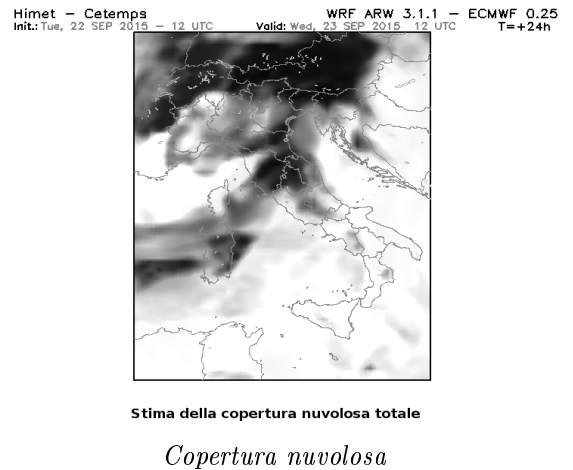 Himet – Cetemps WRF ARW 3.1.1 – ECMWF 0.25
Init.: Tue, 22 SEP 2015 – 12 UTC Valid: Wed, 23 SEP 2015 12 UTC T=+24h
Stima della copertura nuvolosa totale
Copertura nuvolosa